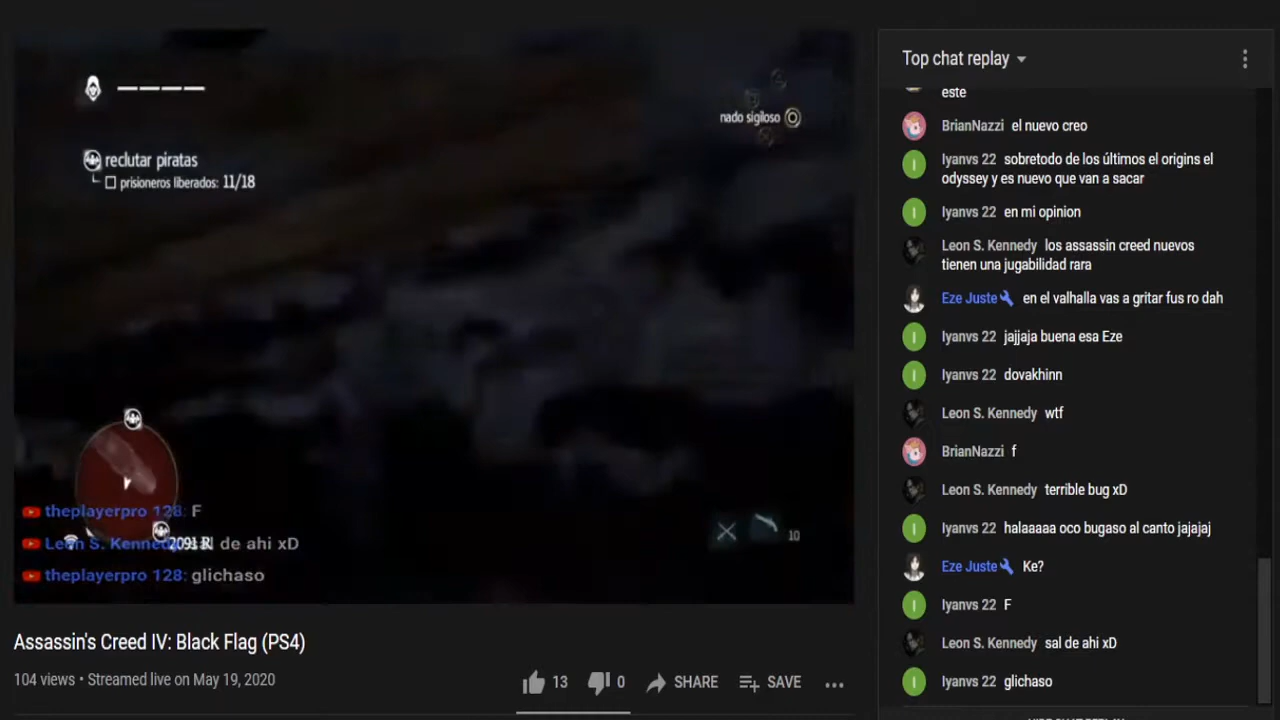 nado sigiloso
reclutar piratas
prisioneros liberados: 11/18
10
theplayerpro 128: F
2091 R
Leon S. Kennedy: sal de ahi xD
theplayerpro 128: glichaso
Assassin's Creed IV: Black Flag (PS4)
104 views • Streamed live on May 19, 2020
13
0
SHARE
SAVE
Top chat replay
este
BrianNazzi el nuevo creo
Iyanvs 22 sobretodo de los últimos el origins el
odyssey y es nuevo que van a sacar
Iyanvs 22 en mi opinion
Leon S. Kennedy los assassin creed nuevos
tienen una jugabilidad rara
Eze Juste en el valhalla vas a gritar fus ro dah
Iyanvs 22 jajjaja buena esa Eze
Iyanvs 22 dovakhinn
Leon S. Kennedy wtf
BrianNazzi f
Leon S. Kennedy terrible bug xD
Iyanvs 22 halaaaaa oco bugaso al canto jajajaj
Eze Juste Ke?
Iyanvs 22 F
Leon S. Kennedy sal de ahi xD
Iyanvs 22 glichaso